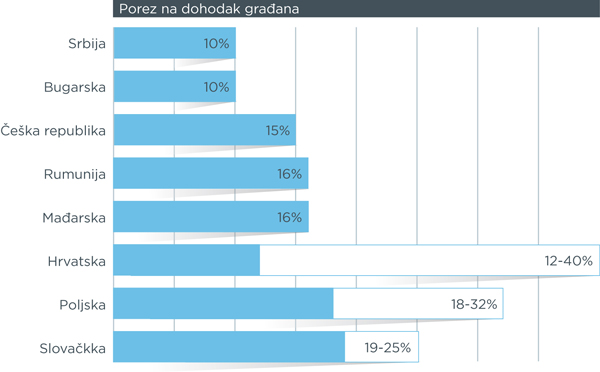 Porez na dohodak građana
Srbija 10%
Bugarska 10%
Češka republika 15%
Rumunija 16%
Mađarska 16%
Hrvatska 12-40%
Poljska 18-32%
Slovačkka 19-25%